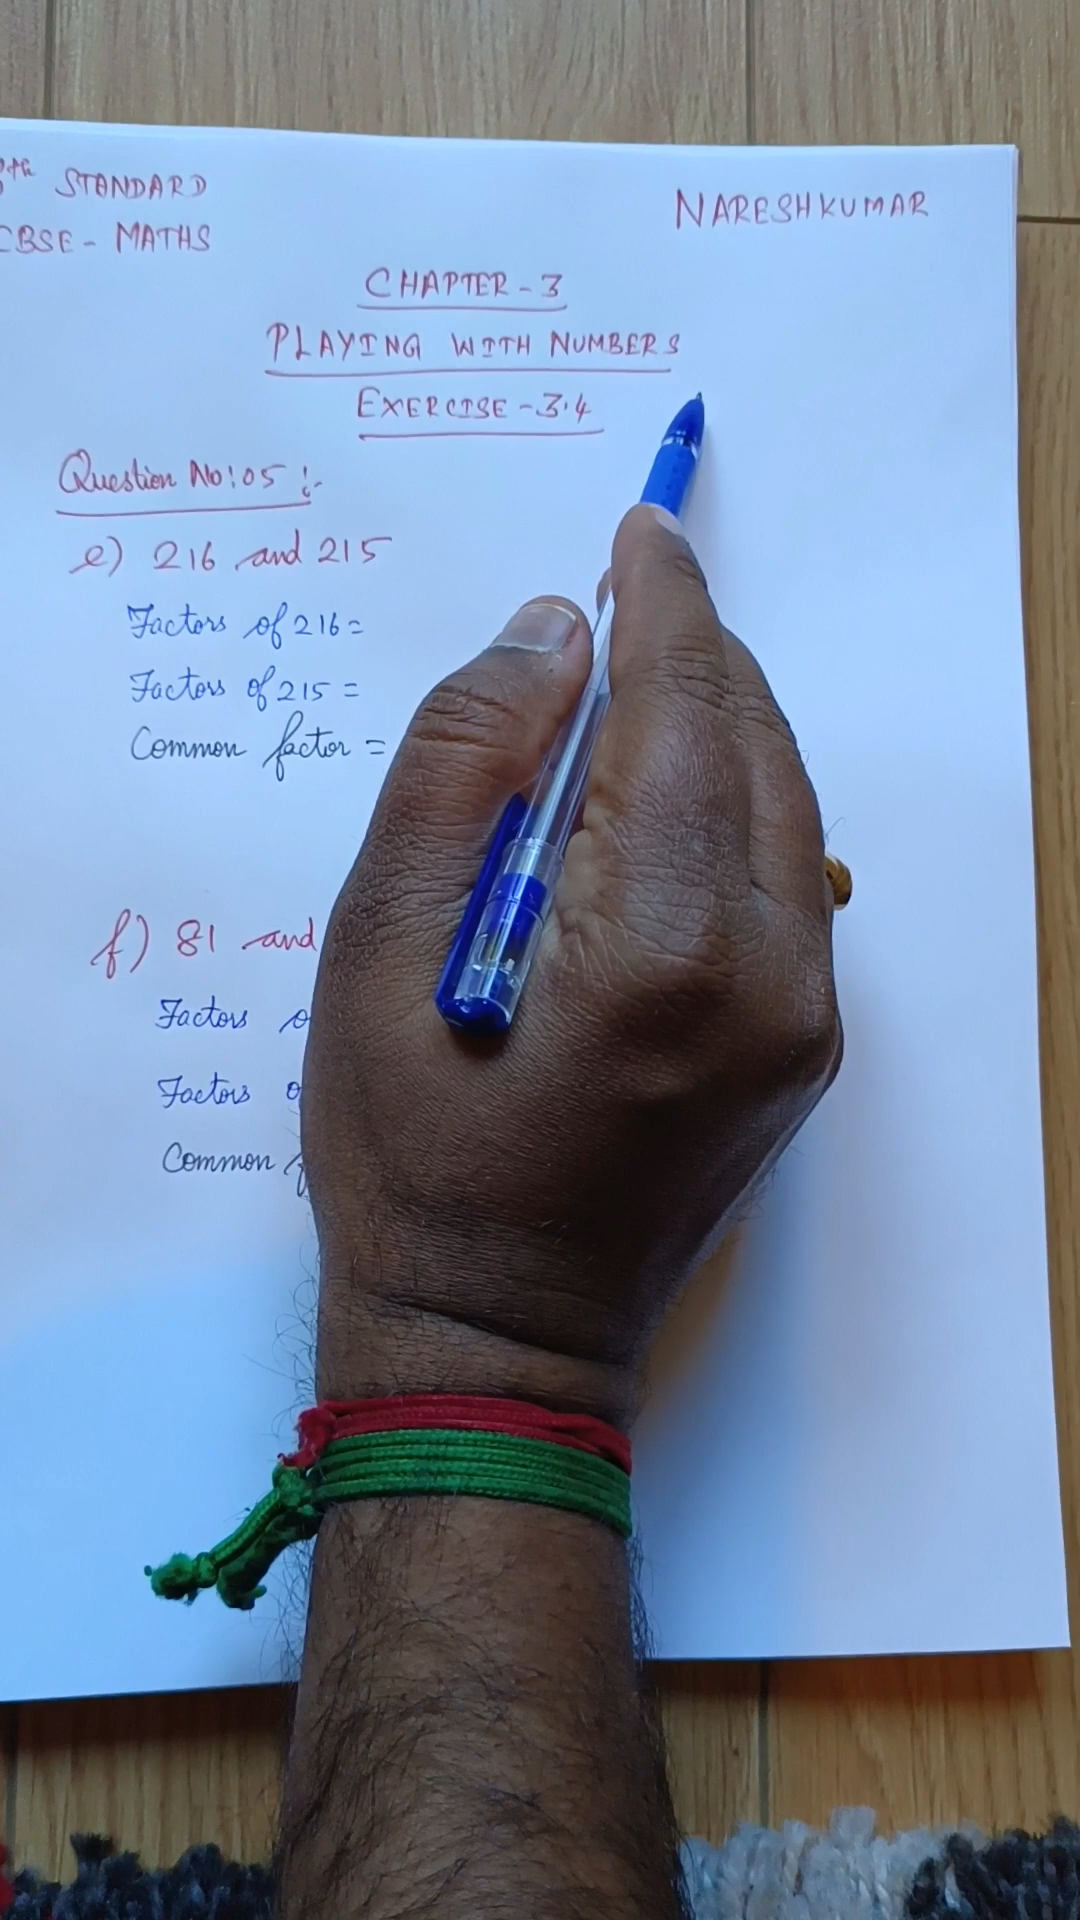 th STANDARD
CBSE - MATHS
NARESHKUMAR
CHAPTER - 3
PLAYING WITH NUMBERS
EXERCISE - 3.4
Question No: 05 :-
e) 216 and 215
Factors of 216 =
Factors of 215 =
Common factor =
f) 81 and
Factors
Factors
Common